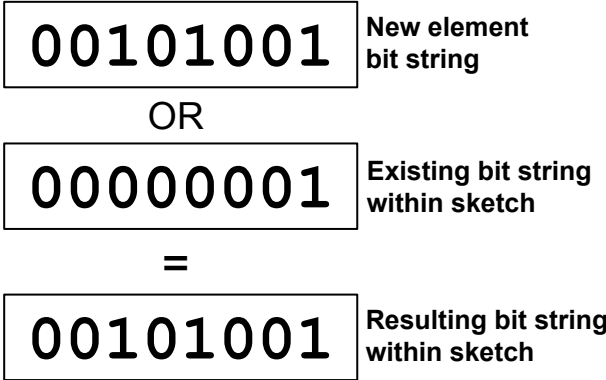 00101001
New element
bit string
OR
00000001
Existing bit string
within sketch
=
00101001
Resulting bit string
within sketch